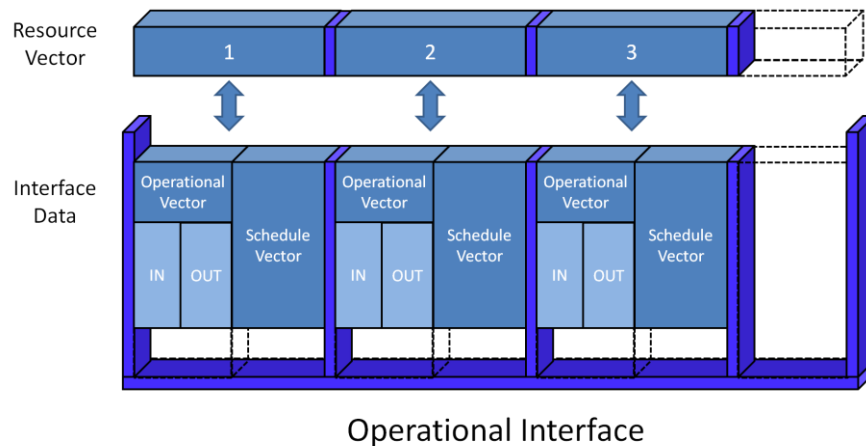 Resource
Vector
1
2
3
Interface
Data
Operational
Vector
Schedule
Vector
IN
OUT
Operational
Vector
Schedule
Vector
IN
OUT
Operational
Vector
Schedule
Vector
IN
OUT
Operational Interface